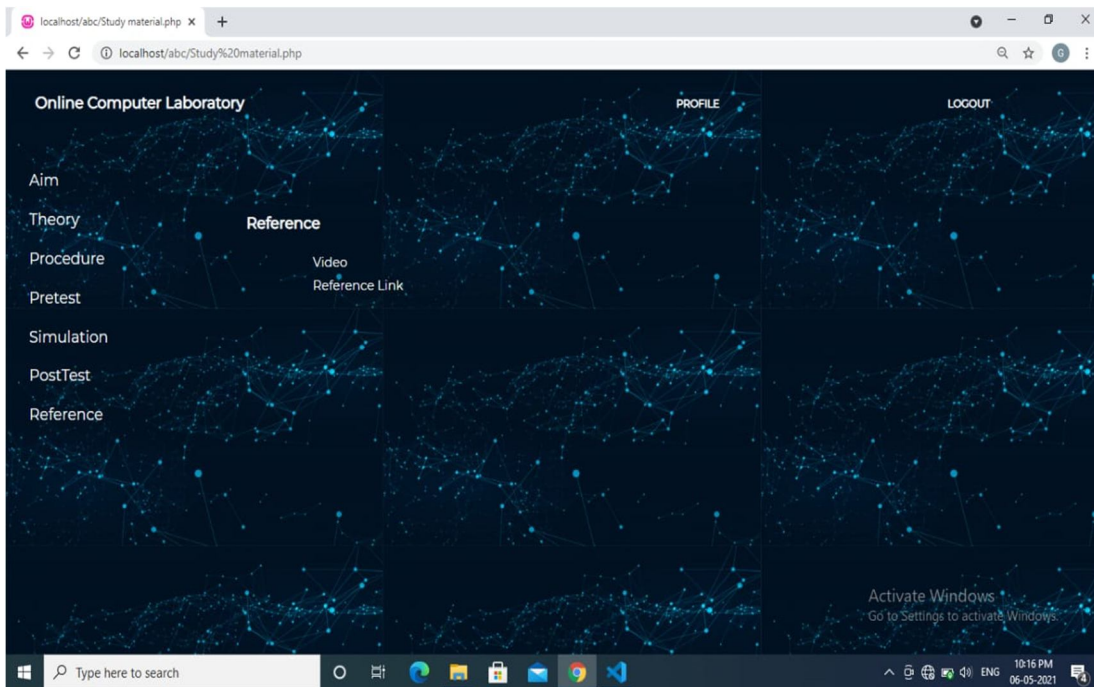 localhost/abc/Study material.php
localhost/abc/Study%20material.php
G
Online Computer Laboratory PROFILE LOGOUT
Aim
Theory
Procedure
Pretest
Simulation
PostTest
Reference
Reference
Video
Reference Link
Activate Windows
Go to Settings to activate Windows.
Type here to search
ENG
10:16 PM
06-05-2021
4